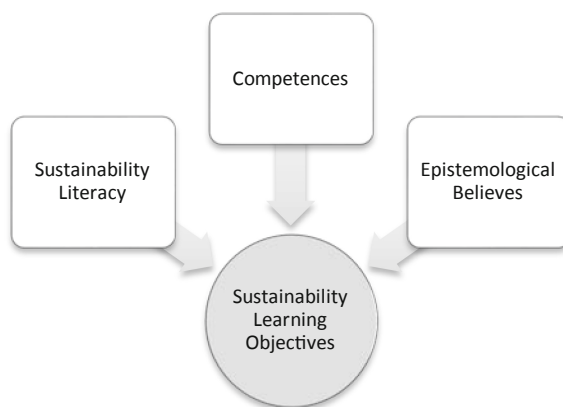 Competences
Sustainability
Literacy
Epistemological
Believes
Sustainability
Learning
Objectives